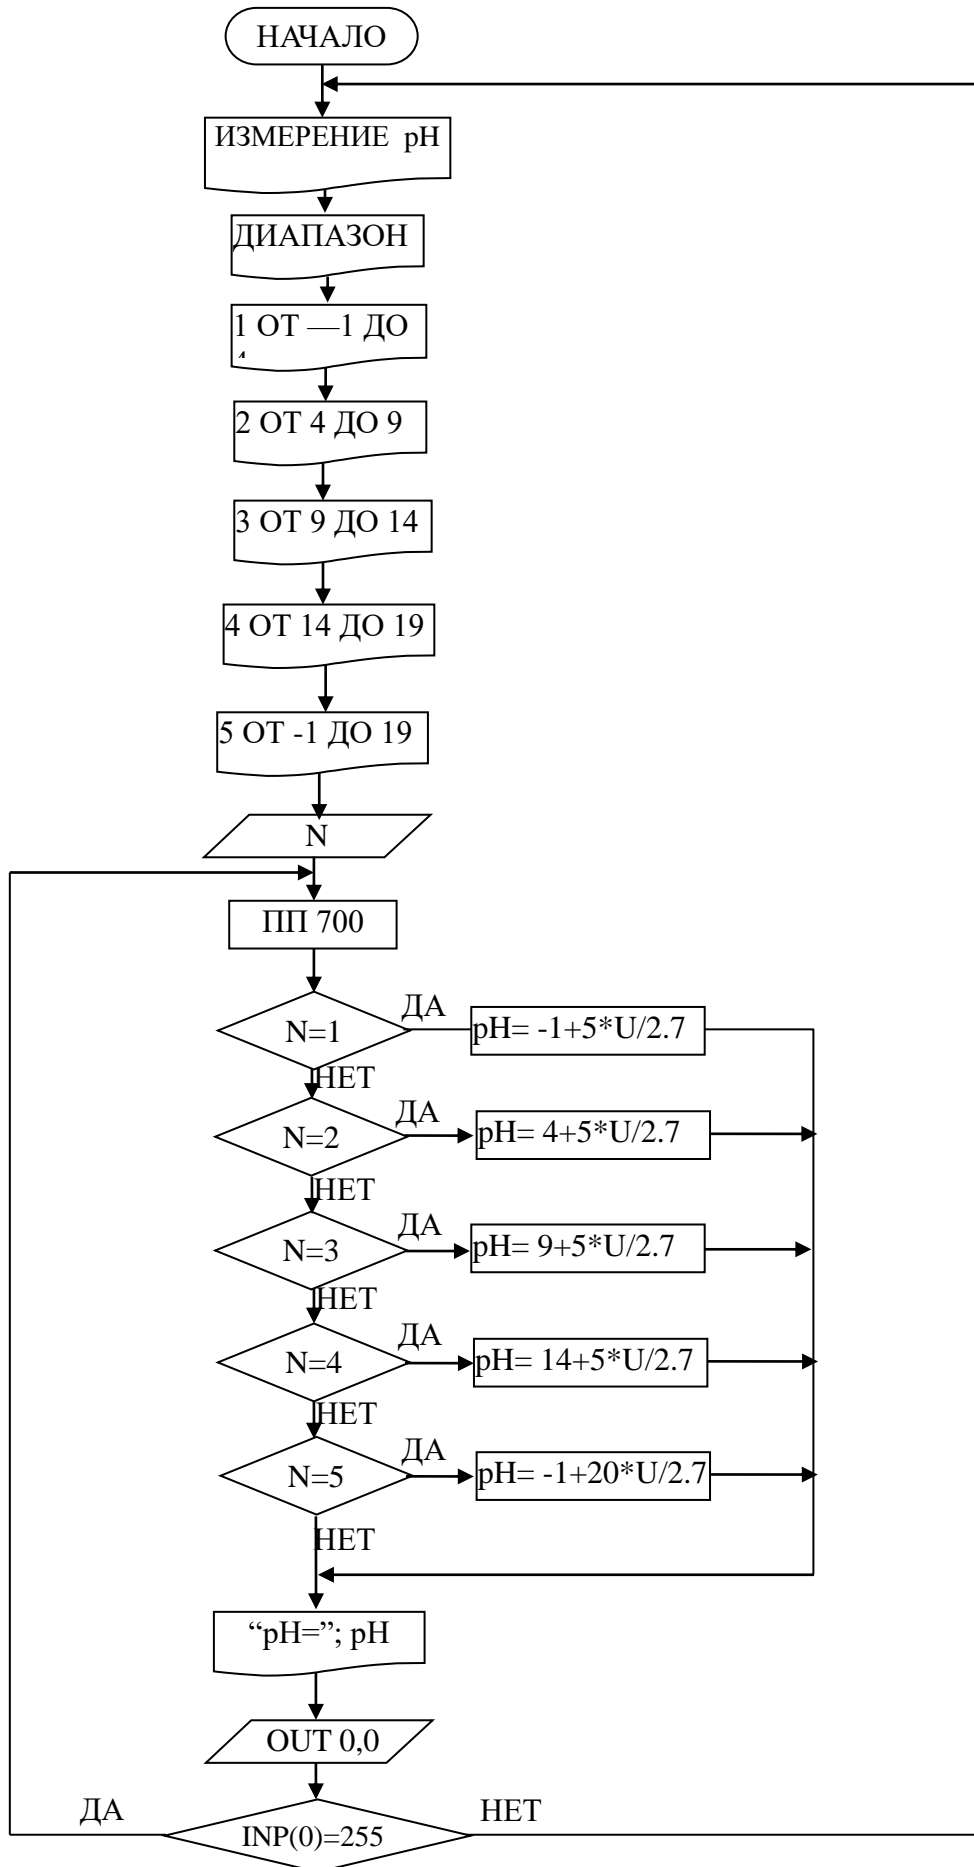 НАЧАЛО
ИЗМЕРЕНИЕ pH
ДИАПАЗОН
1 ОТ —1 ДО
2 ОТ 4 ДО 9
3 ОТ 9 ДО 14
4 ОТ 14 ДО 19
5 ОТ -1 ДО 19
N
ПП 700
N=1
ДА
pH= -1+5*U/2.7
НЕТ
N=2
ДА
pH= 4+5*U/2.7
НЕТ
N=3
ДА
pH= 9+5*U/2.7
НЕТ
N=4
ДА
pH= 14+5*U/2.7
НЕТ
N=5
ДА
pH= -1+20*U/2.7
НЕТ
“pH=”; pH
OUT 0,0
ДА
INP(0)=255
НЕТ